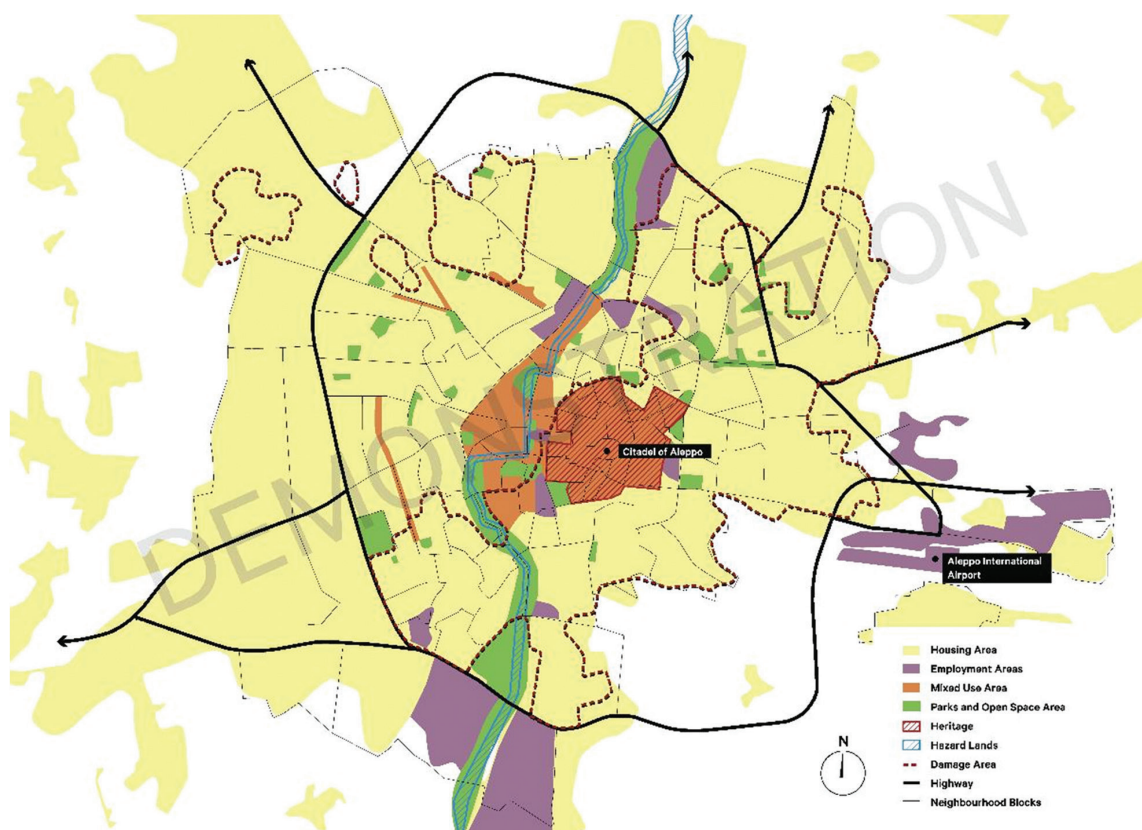 DEMONSTRATION
Citadel of Aleppo
Aleppo International
Airport
Housing Area
Employment Areas
Mixed Use Area
Parks and Open Space Area
Heritage
Hazard Lands
Damage Area
Highway
Neighbourhood Blocks
N